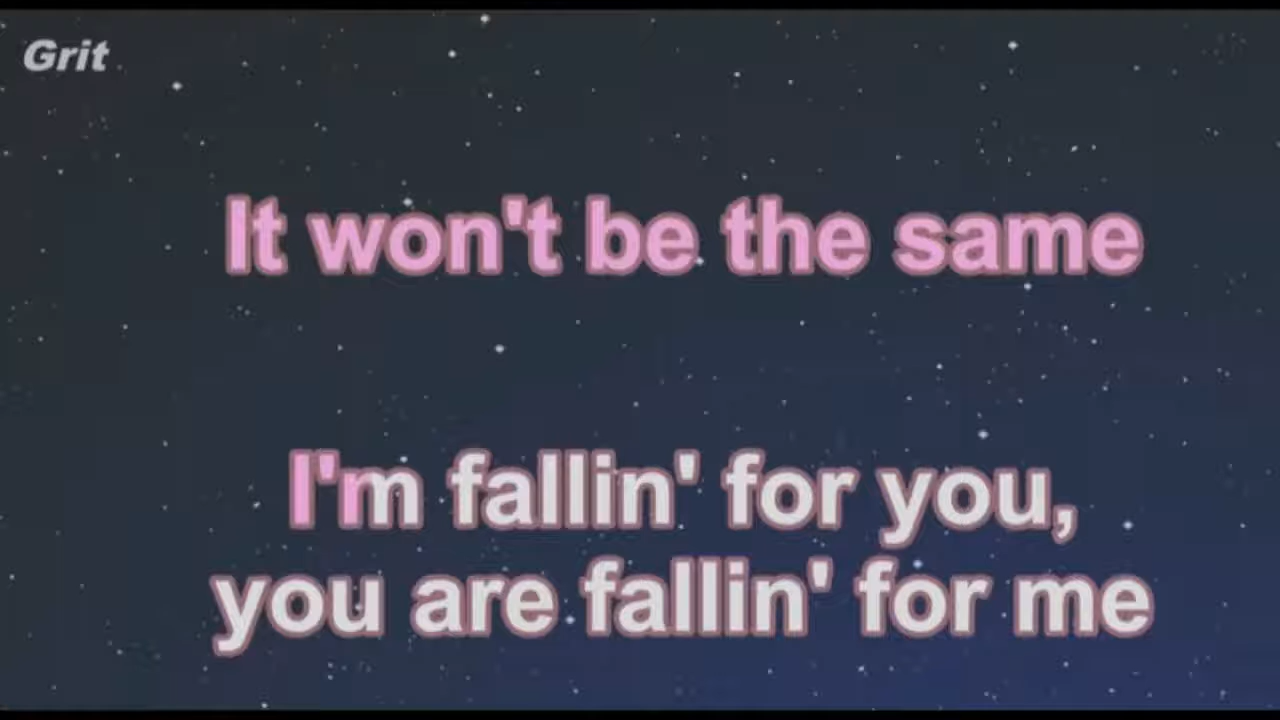 Grit
It won't be the same
I'm fallin' for you,
you are fallin' for me